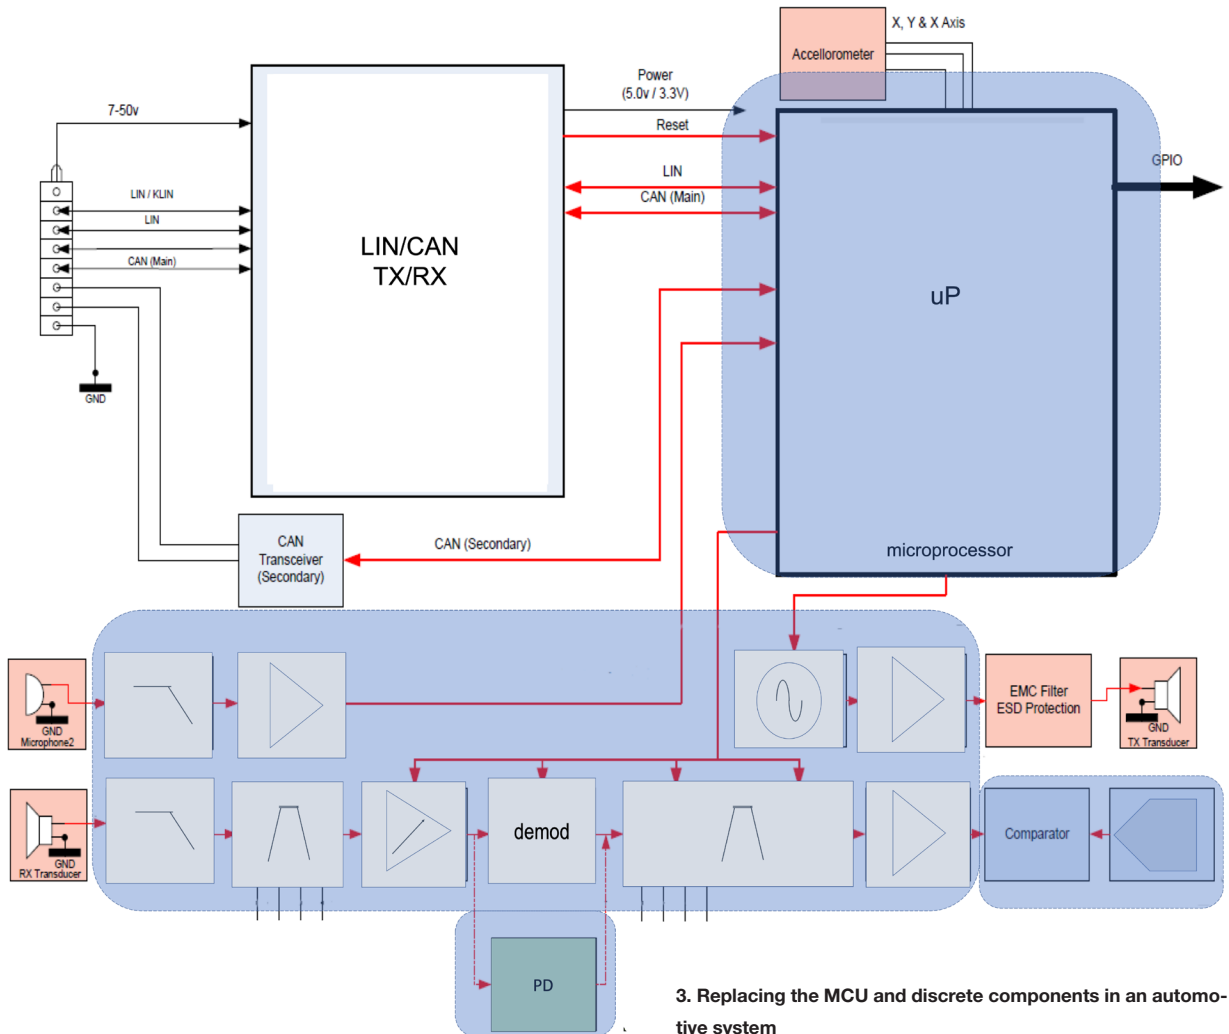 X, Y & X Axis
Accellorometer
Power
(5.0v / 3.3V)
7-50v
Reset
GPIO
LIN
LIN / KLIN
CAN (Main)
LIN
LIN/CAN
TX/RX
CAN (Main)
uP
GND
CAN
Transceiver
(Secondary)
CAN (Secondary)
microprocessor
GND
Microphone2
EMC Filter
ESD Protection
GND
TX Transducer
GND
RX Transducer
demod
Comparator
PD
3. Replacing the MCU and discrete components in an automo-
tive system